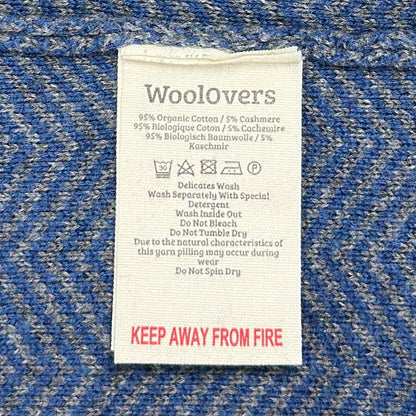 WoolOvers
95% Organic Cotton / 5% Cashmere
95% Biologique Coton / 5% Cachemire
95% Biologisch Baumwolle / 5%
Kaschmir
30 P
Delicates Wash
Wash Separately With Special
Detergent
Wash Inside Out
Do Not Bleach
Do Not Tumble Dry
Due to the natural characteristics of
this yarn pilling may occur during
wear
Do Not Spin Dry
KEEP AWAY FROM FIRE